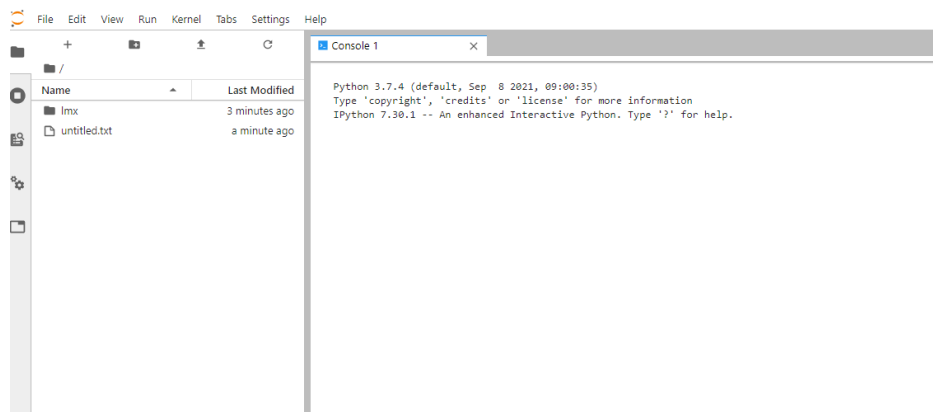 File Edit View Run Kernel Tabs Settings Help
Console 1
/
Name Last Modified
lmx 3 minutes ago
untitled.txt a minute ago
Python 3.7.4 (default, Sep  8 2021, 09:00:35)
Type 'copyright', 'credits' or 'license' for more information
IPython 7.30.1 -- An enhanced Interactive Python. Type '?' for help.